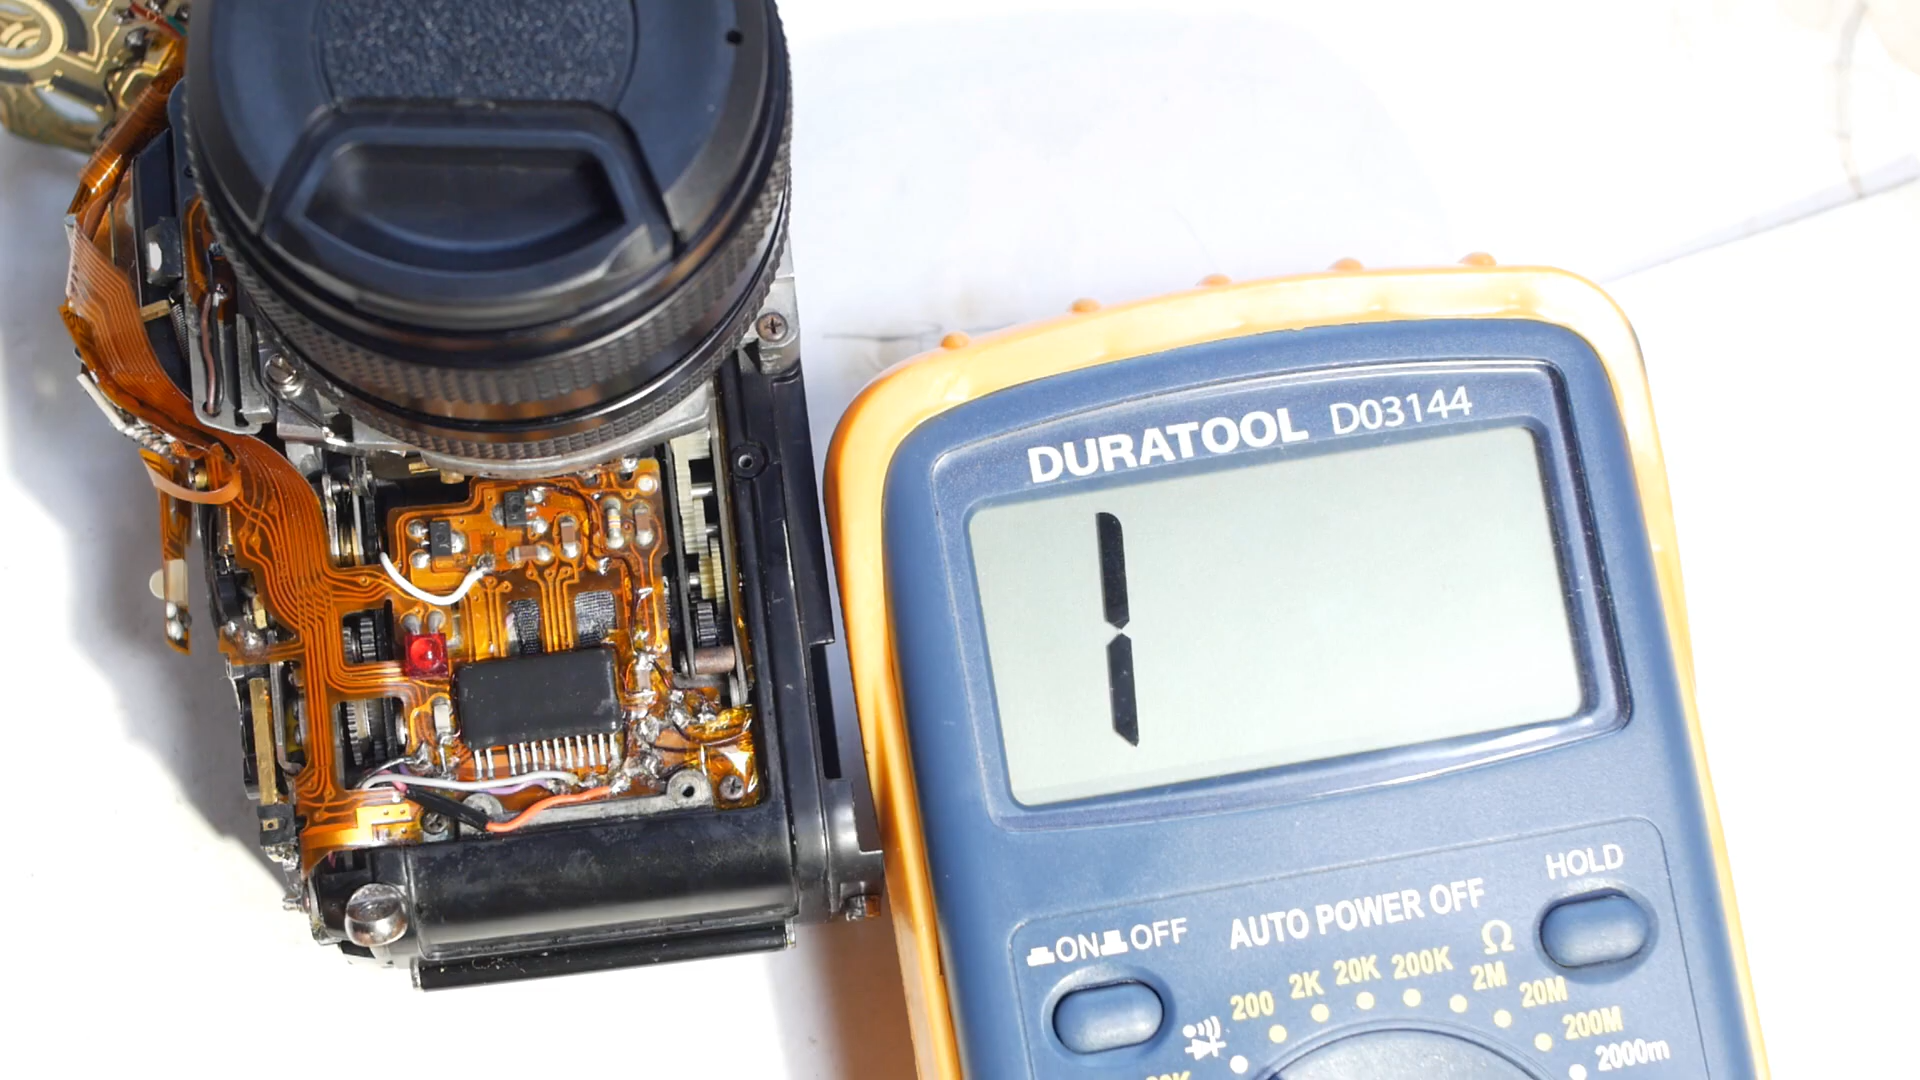 DURATOOL D03144
1
HOLD
ON OFF
AUTO POWER OFF
Ω
200 2K 20K 200K 2M 20M 200M 2000m